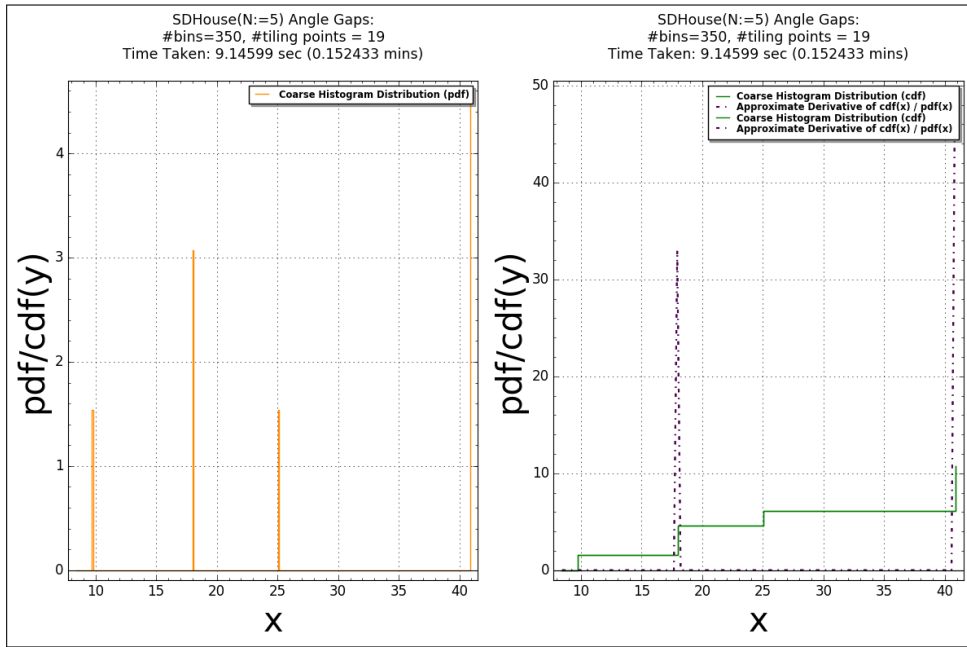 SDHouse(N:=5) Angle Gaps:
#bins=350, #tiling points = 19
Time Taken: 9.14599 sec (0.152433 mins)
Coarse Histogram Distribution (pdf)
pdf/cdf(y)
4
3
2
1
0
10
15
20
25
30
35
40
x
SDHouse(N:=5) Angle Gaps:
#bins=350, #tiling points = 19
Time Taken: 9.14599 sec (0.152433 mins)
Coarse Histogram Distribution (cdf)
Approximate Derivative of cdf(x) / pdf(x)
Coarse Histogram Distribution (cdf)
Approximate Derivative of cdf(x) / pdf(x)
pdf/cdf(y)
50
40
30
20
10
0
10
15
20
25
30
35
40
x